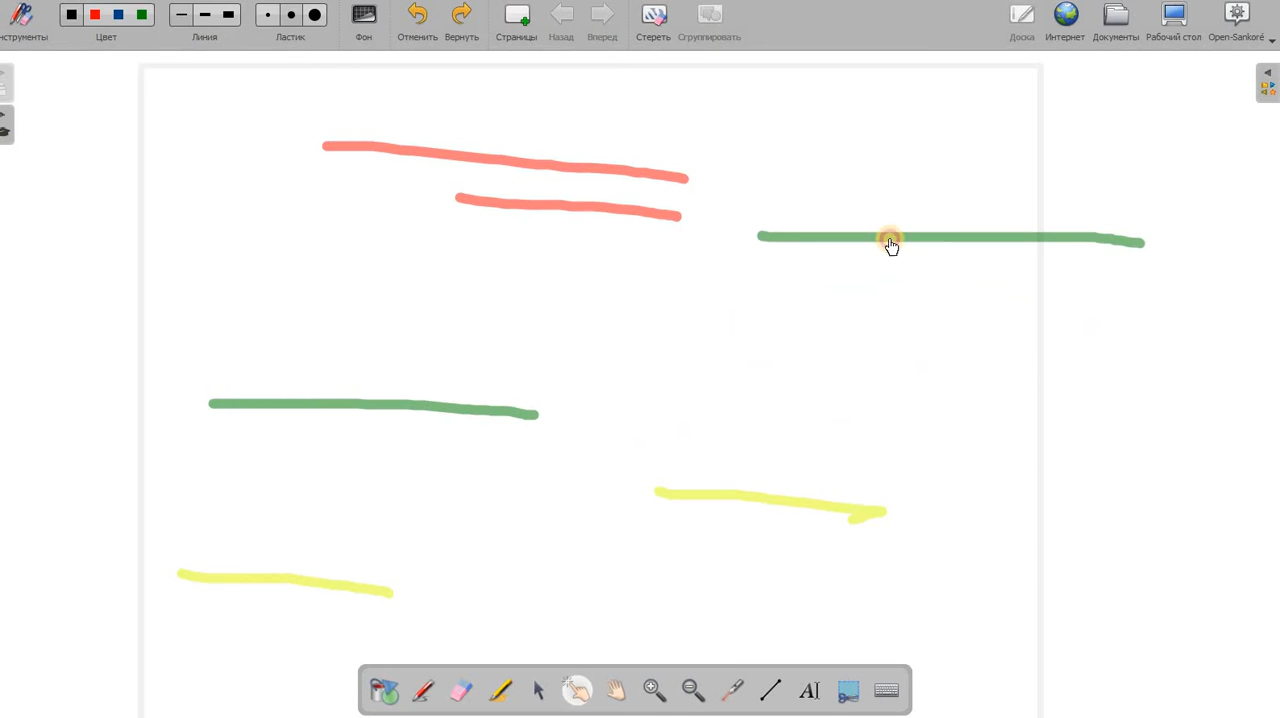 нструменты Цвет Линия Ластик Фон Отменить Вернуть Страницы Назад Вперед Стереть Сгруппировать Доска Интернет Документы Рабочий стол Open-Sankoré
AI